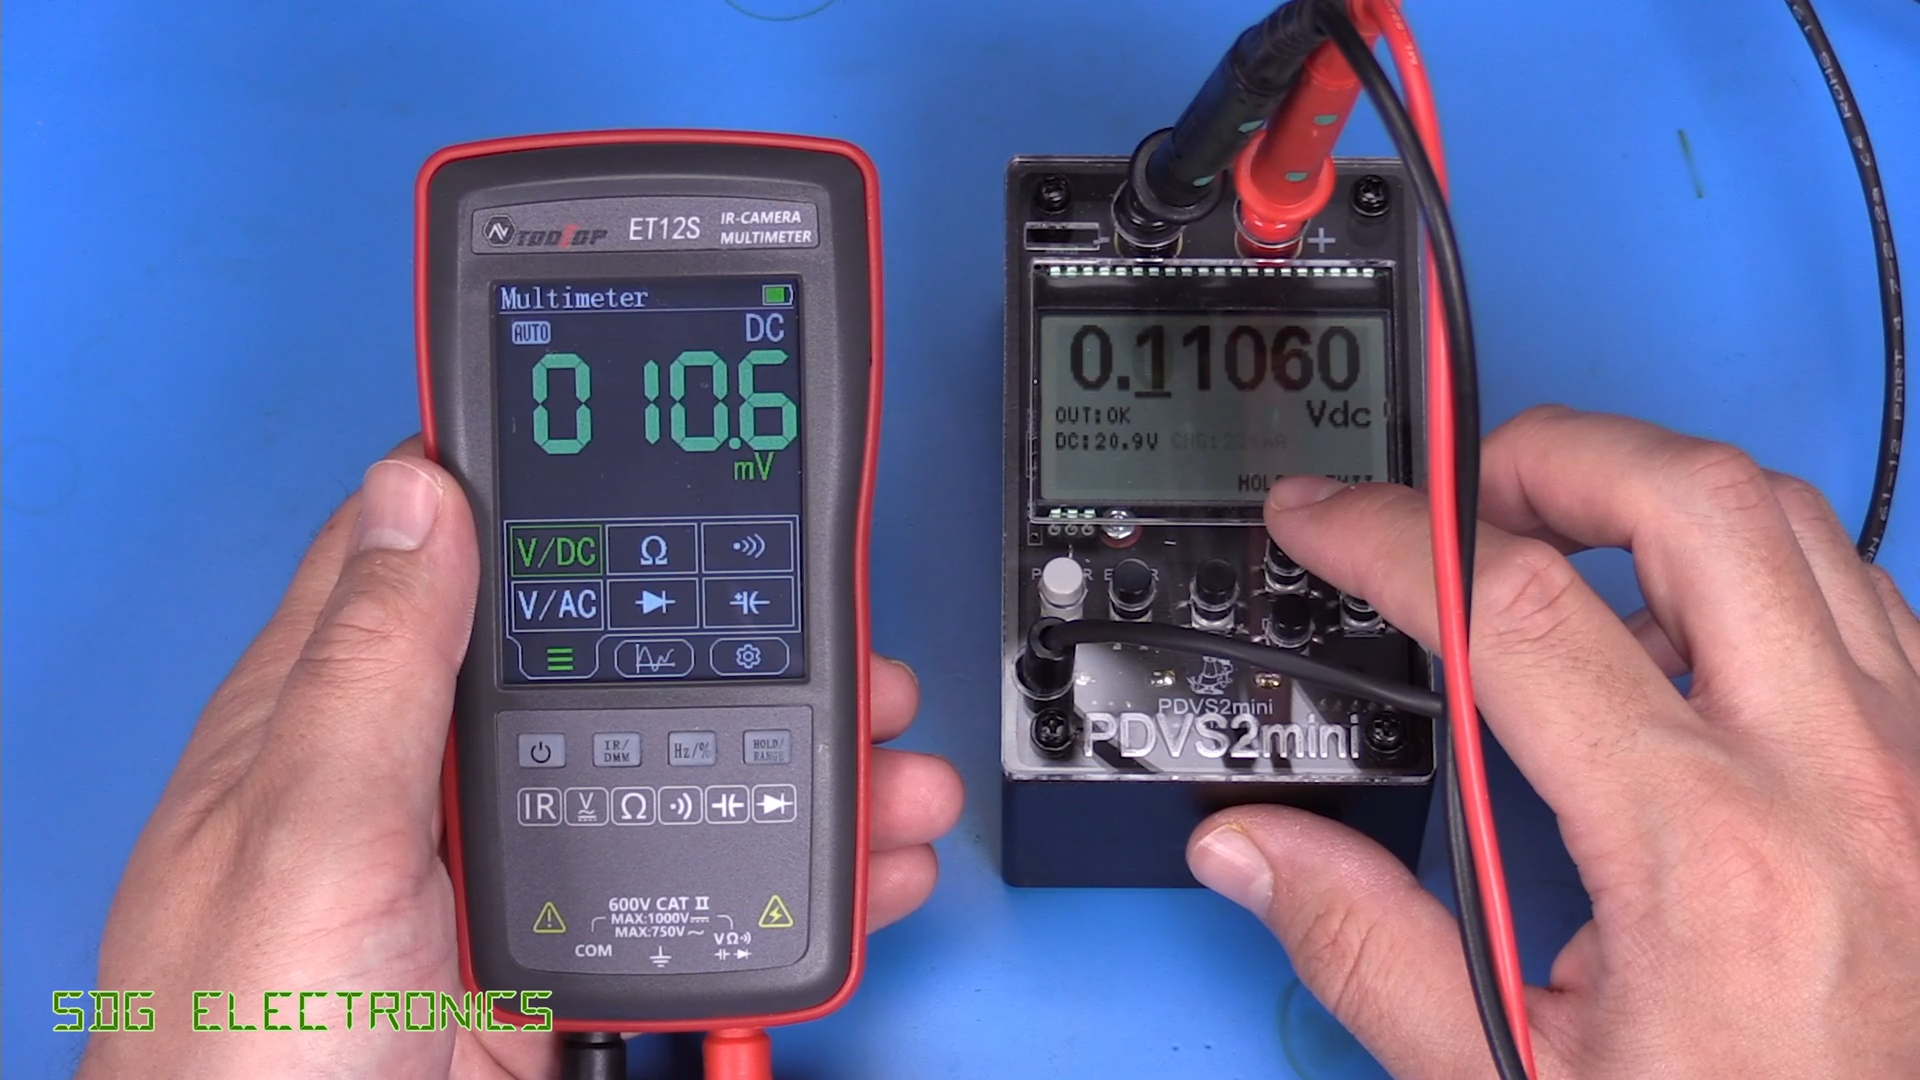 TOOLTOP ET12S IR-CAMERA
MULTIMETER
Multimeter
AUTO DC
010.6
mV
V/DC Ω
V/AC
IR/
DMM
Hz/%
HOLD/
RANGE
IR V Ω
600V CAT II
MAX:1000V
MAX:750V
COM
VΩ
- +
0.11060
OUT:OK Vdc
DC:20.9V
PDVS2mini
PDVS2mini
SDG ELECTRONICS